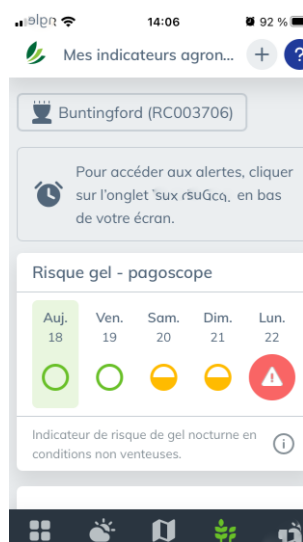 14:06
92 %
Mes indicateurs agron...
+
?
Buntingford (RC003706)
Pour accéder aux alertes, cliquer
sur l'onglet en bas
de votre écran.
Risque gel - pagoscope
Auj. Ven. Sam. Dim. Lun.
18 19 20 21 22
Indicateur de risque de gel nocturne en
conditions non venteuses.